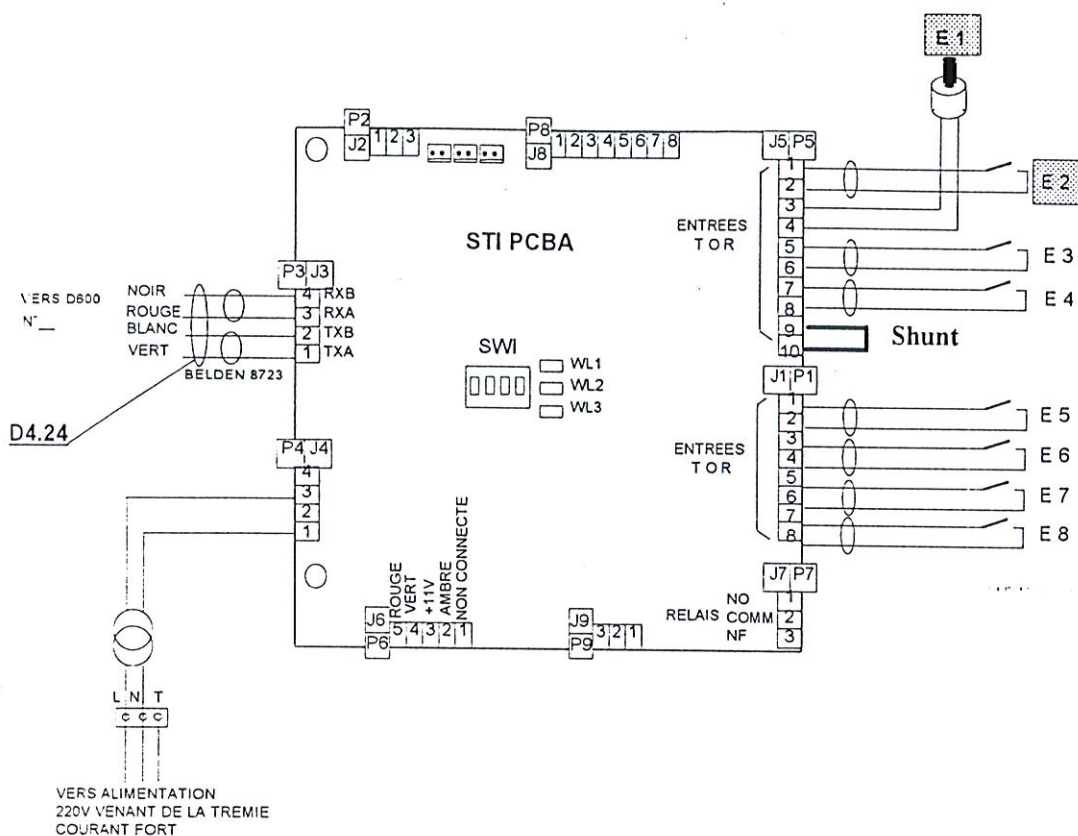 E 1
P2
J2
1 2 3
P8
J8
1 2 3 4 5 6 7 8
J5 P5
1
2
3
4
5
6
7
8
9
10
ENTREES
T O R
E 2
E 3
E 4
Shunt
STI PCBA
P3 J3
4 RXB
3 RXA
2 TXB
1 TXA
VERS D600
NOIR
ROUGE
BLANC
VERT
BELDEN 8723
D4.24
SWI
WL1
WL2
WL3
J1 P1
1
2
3
4
5
6
7
8
ENTREES
T O R
E 5
E 6
E 7
E 8
P4 J4
4
3
2
1
J7 P7
1
2
3
RELAIS
NO
COMM
NF
ROUGE
VERT
+11V
AMBRE
NON CONNECTE
J6
P6
5 4 3 2 1
J9
P9
3 2 1
L N T
VERS ALIMENTATION
220V VENANT DE LA TREMIE
COURANT FORT